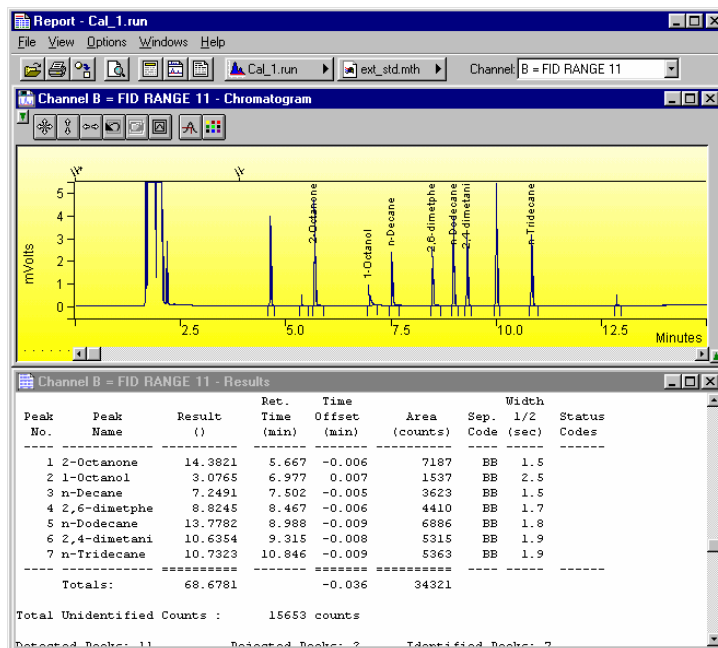 Report - Cal_1.run
File View Options Windows Help
Cal_1.run ext_std.mth Channel: B = FID RANGE 11
Channel B = FID RANGE 11 - Chromatogram
mVolts
5
4
3
2
1
0
2-Octanone
1-Octanol
n-Decane
2,6-dimetphe
n-Dodecane
2,4-dimetani
n-Tridecane
2.5 5.0 7.5 10.0 12.5
Minutes
Channel B = FID RANGE 11 - Results
Ret. Time Width
Peak Peak Result Time Offset Area Sep. 1/2 Status
No. Name () (min) (min) (counts) Code (sec) Codes
1 2-Octanone 14.3821 5.667 -0.006 7187 BB 1.5
2 1-Octanol 3.0765 6.977 0.007 1537 BB 2.5
3 n-Decane 7.2491 7.502 -0.005 3623 BB 1.5
4 2,6-dimetphe 8.8245 8.467 -0.006 4410 BB 1.7
5 n-Dodecane 13.7782 8.988 -0.009 6886 BB 1.8
6 2,4-dimetani 10.6354 9.315 -0.008 5315 BB 1.9
7 n-Tridecane 10.7323 10.846 -0.009 5363 BB 1.9
Totals: 68.6781 -0.036 34321
Total Unidentified Counts : 15653 counts